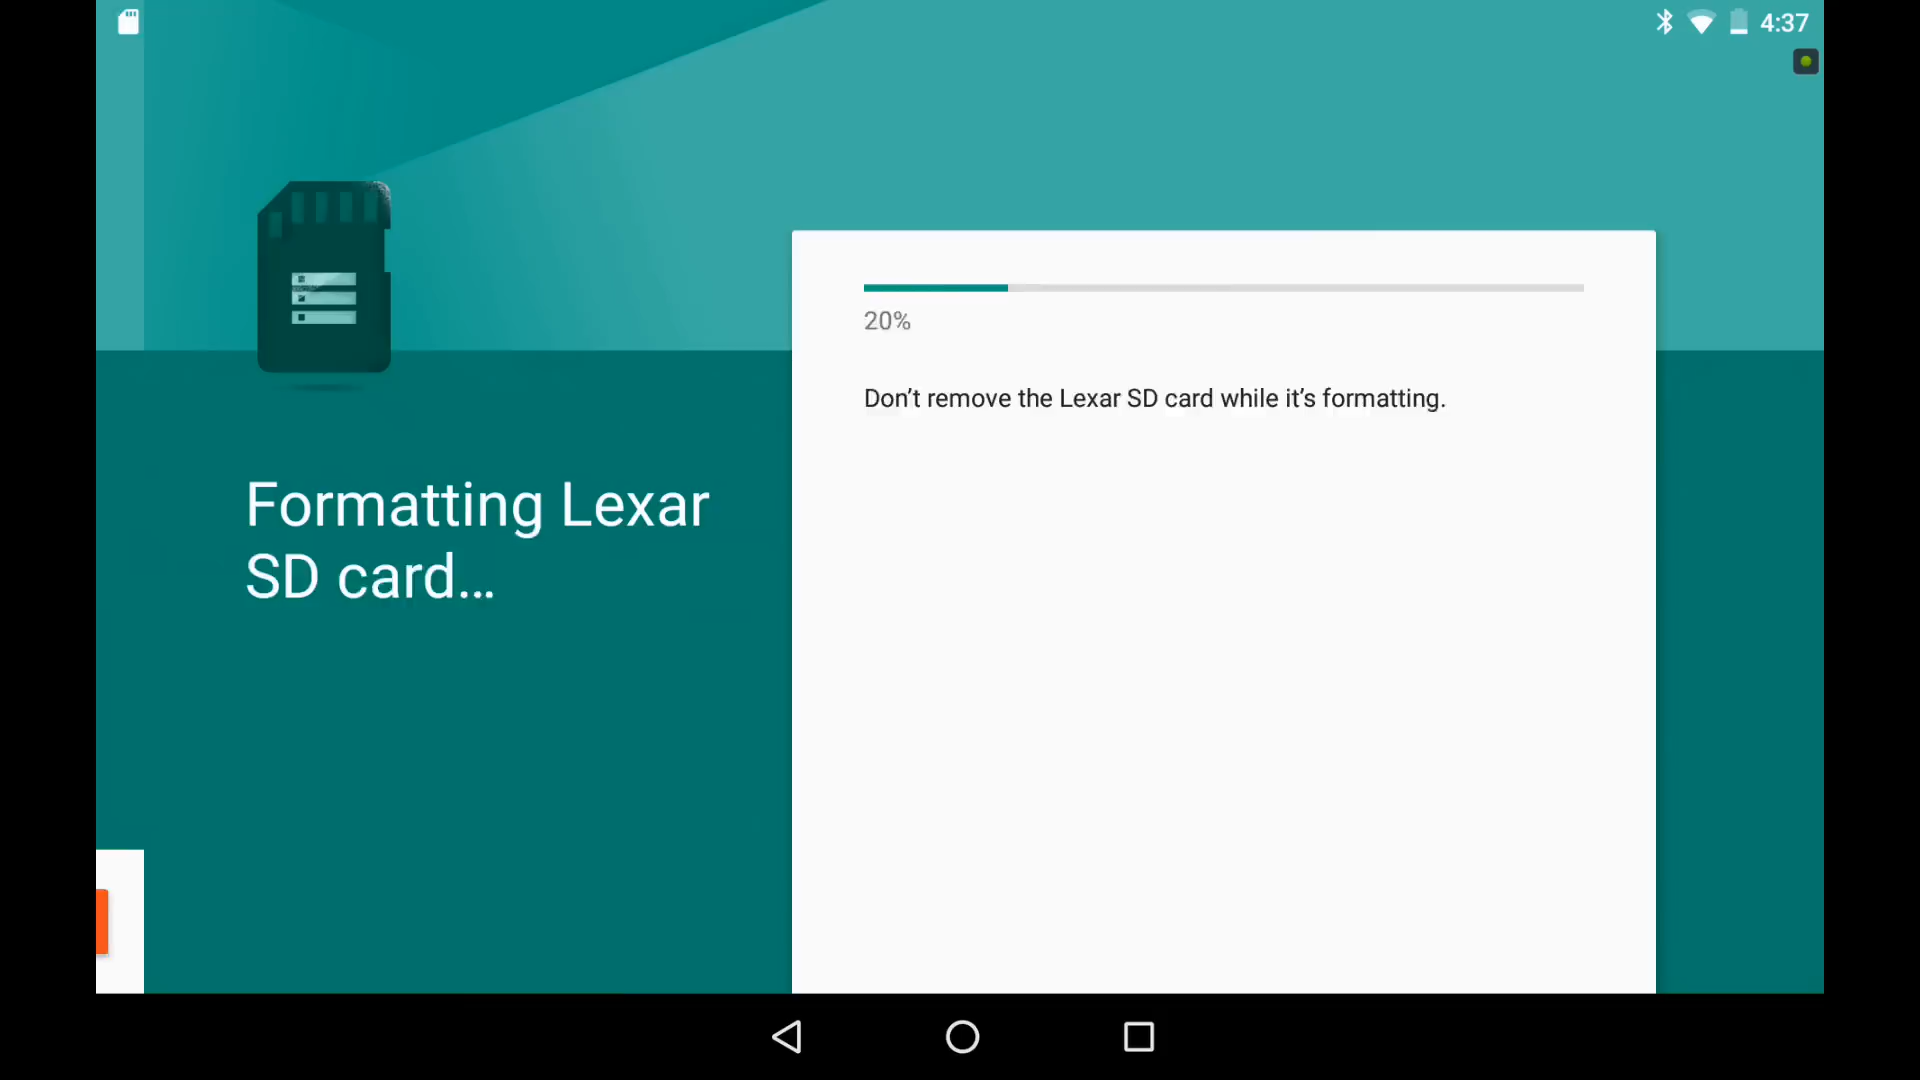 4:37
20%
Don’t remove the Lexar SD card while it’s formatting.
Formatting Lexar
SD card…